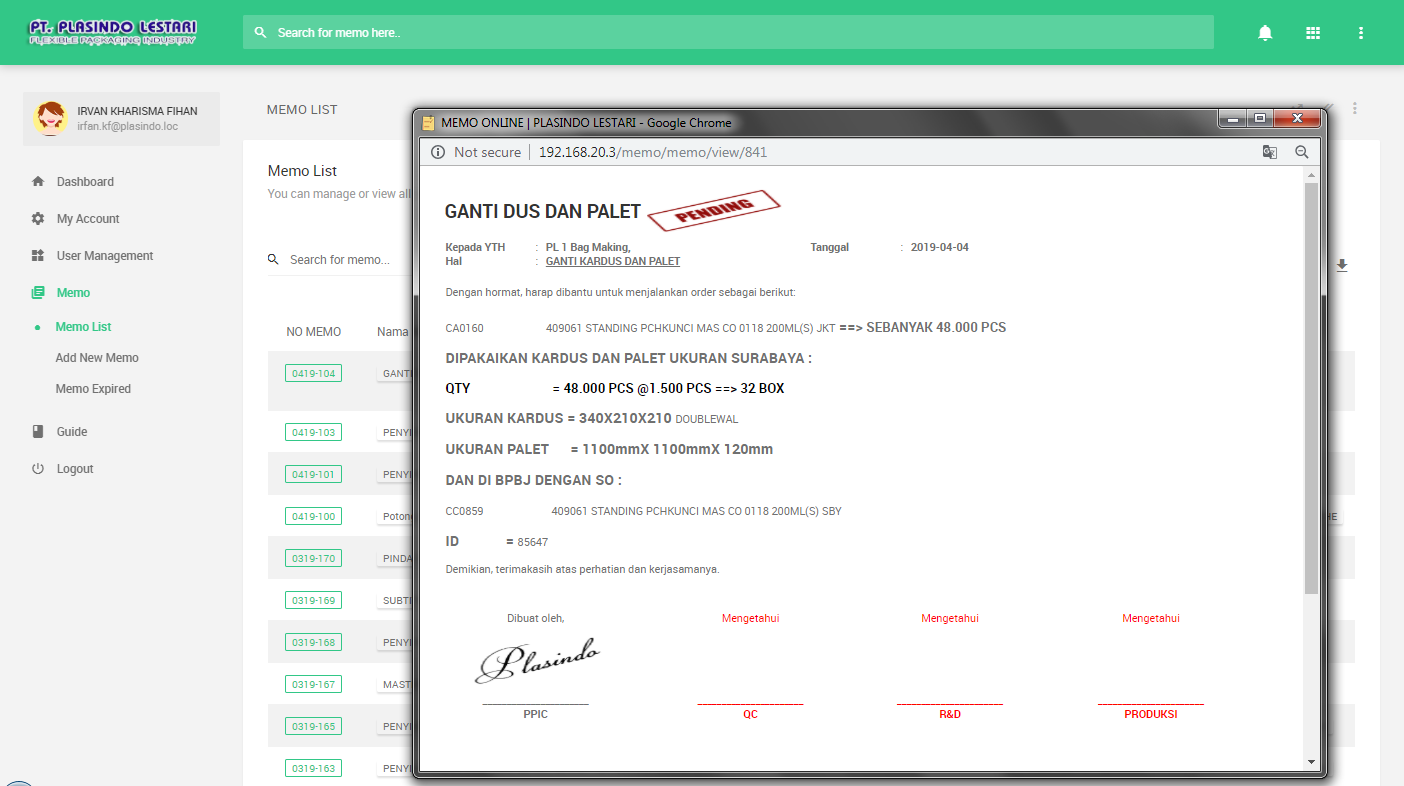 PT. PLASINDO LESTARI
FLEXIBLE PACKAGING INDUSTRY
Search for memo here..
IRVAN KHARISMA FIHAN
irfan.kf@plasindo.loc
Dashboard
My Account
User Management
Memo
Memo List
Add New Memo
Memo Expired
Guide
Logout
MEMO LIST
Memo List
You can manage or view all
Search for memo...
NO MEMO Nama
0419-104 GANTI
0419-103 PENYI
0419-101 PENYI
0419-100 Potong
0319-170 PINDA
0319-169 SUBTI
0319-168 PENYI
0319-167 MAST
0319-165 PENYI
0319-163 PENYI
MEMO ONLINE | PLASINDO LESTARI - Google Chrome
Not secure | 192.168.20.3/memo/memo/view/841
GANTI DUS DAN PALET PENDING
Kepada YTH : PL 1 Bag Making, Tanggal : 2019-04-04
Hal : GANTI KARDUS DAN PALET
Dengan hormat, harap dibantu untuk menjalankan order sebagai berikut:
CA0160 409061 STANDING PCHKUNCI MAS CO 0118 200ML(S) JKT ==> SEBANYAK 48.000 PCS
DIPAKAIKAN KARDUS DAN PALET UKURAN SURABAYA :
QTY = 48.000 PCS @1.500 PCS ==> 32 BOX
UKURAN KARDUS = 340X210X210 DOUBLEWAL
UKURAN PALET = 1100mmX 1100mmX 120mm
DAN DI BPBJ DENGAN SO :
CC0859 409061 STANDING PCHKUNCI MAS CO 0118 200ML(S) SBY
ID = 85647
Demikian, terimakasih atas perhatian dan kerjasamanya.
Dibuat oleh, Mengetahui Mengetahui Mengetahui
Plasindo
PPIC QC R&D PRODUKSI